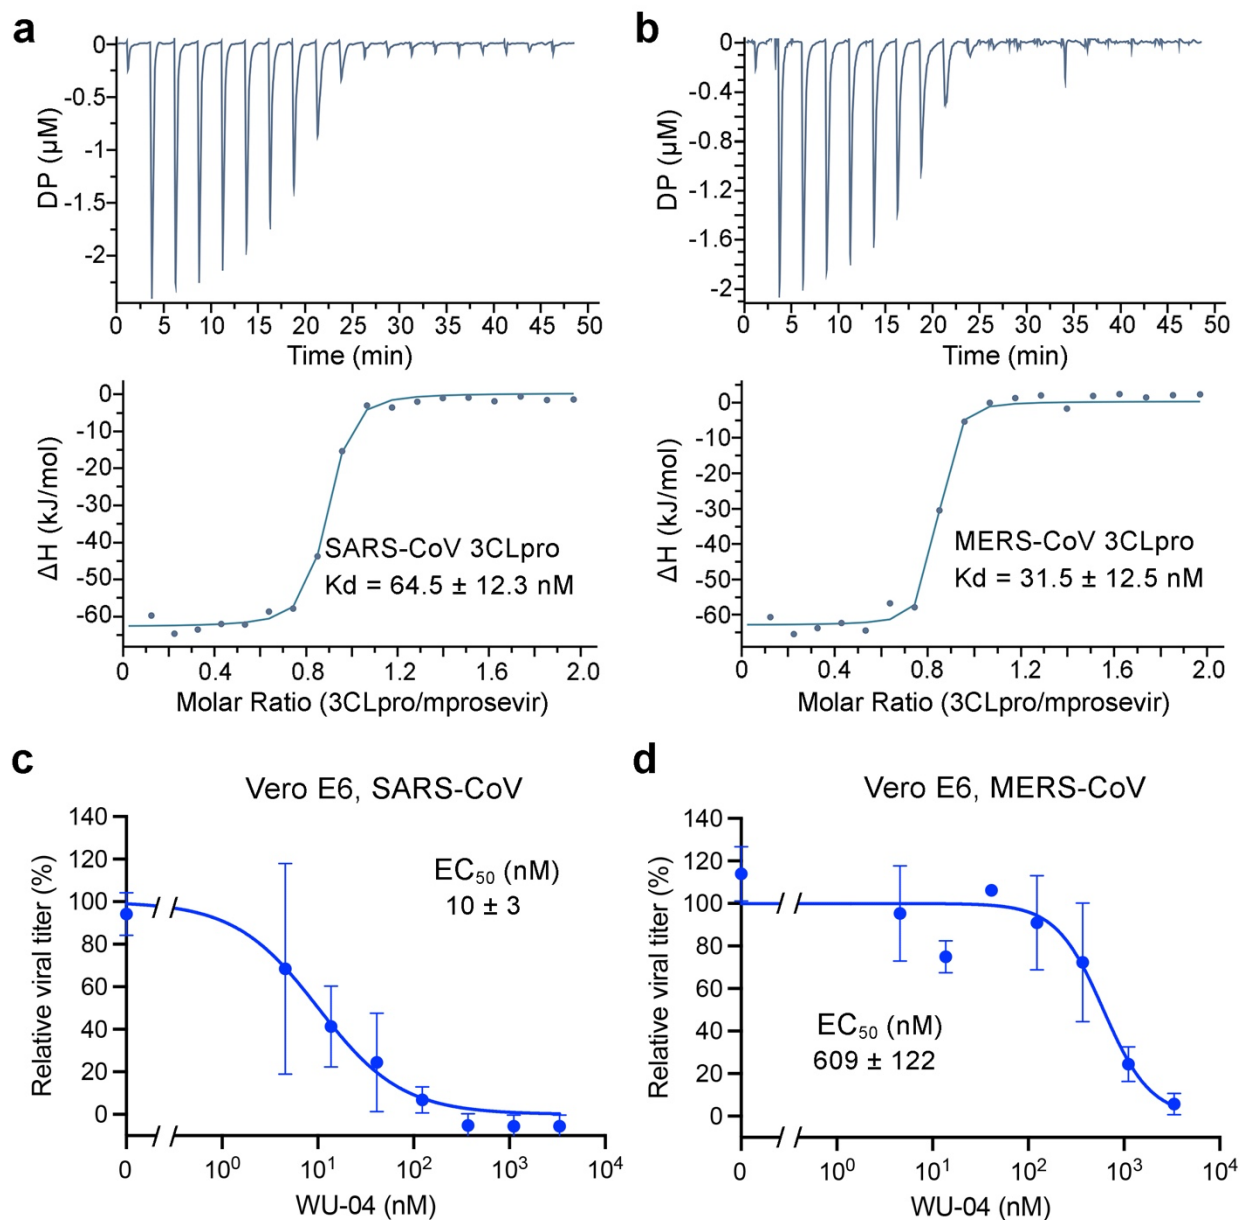 a
0
-0.5
-1
-1.5
-2
DP (µM)
0 5 10 15 20 25 30 35 40 45 50
Time (min)
0
-10
-20
-30
-40
-50
-60
ΔH (kJ/mol)
SARS-CoV 3CLpro
Kd = 64.5 ± 12.3 nM
0 0.4 0.8 1.2 1.6 2.0
Molar Ratio (3CLpro/mprosevir)
b
0
-0.4
-0.8
-1.2
-1.6
-2
DP (µM)
0 5 10 15 20 25 30 35 40 45 50
Time (min)
0
-10
-20
-30
-40
-50
-60
ΔH (kJ/mol)
MERS-CoV 3CLpro
Kd = 31.5 ± 12.5 nM
0 0.4 0.8 1.2 1.6 2.0
Molar Ratio (3CLpro/mprosevir)
c
Vero E6, SARS-CoV
140
120
100
80
60
40
20
0
Relative viral titer (%)
EC₅₀ (nM)
10 ± 3
0 10⁰ 10¹ 10² 10³ 10⁴
WU-04 (nM)
d
Vero E6, MERS-CoV
140
120
100
80
60
40
20
0
Relative viral titer (%)
EC₅₀ (nM)
609 ± 122
0 10⁰ 10¹ 10² 10³ 10⁴
WU-04 (nM)